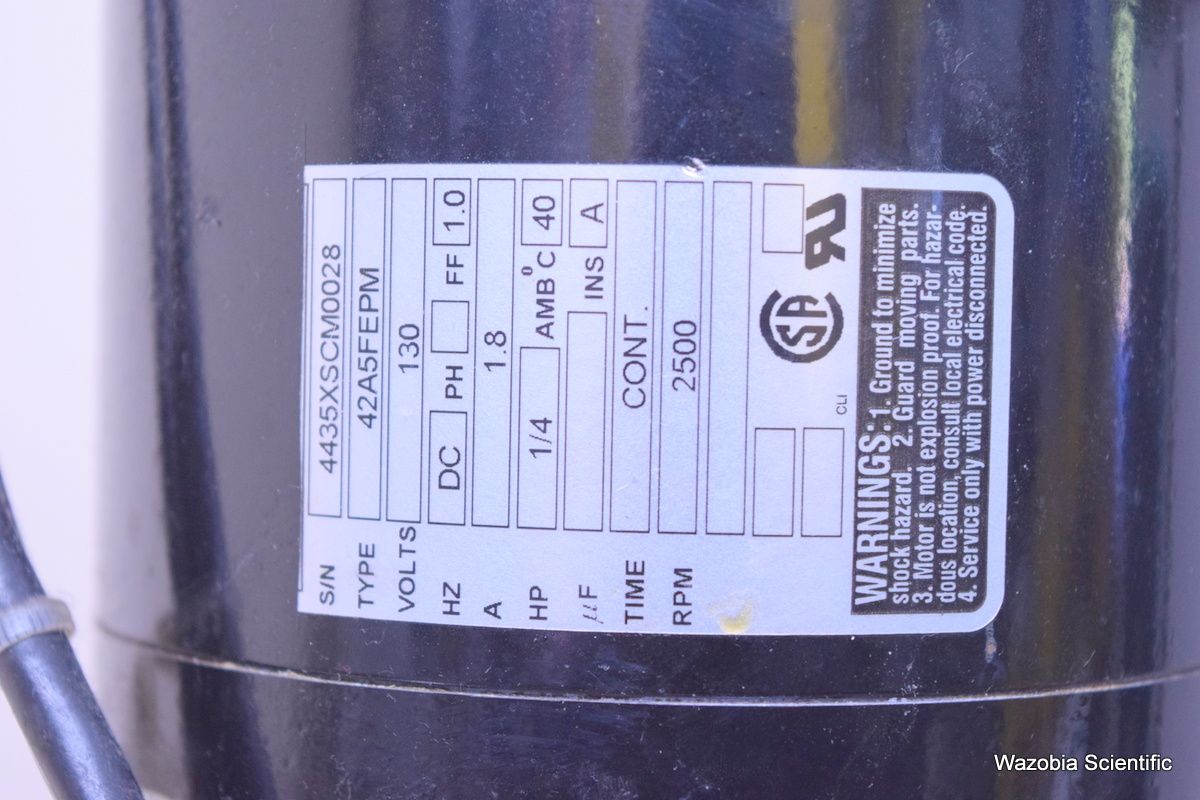 S/N 4435XSCM0028
TYPE 42A5FEPM
VOLTS 130
HZ DC PH FF 1.0
A 1.8
HP 1/4 AMB°C 40
µF INS A
TIME CONT.
RPM 2500
CLI
WARNINGS: 1. Ground to minimize
shock hazard. 2. Guard moving parts.
3. Motor is not explosion proof. For hazar-
dous location, consult local electrical code.
4. Service only with power disconnected.
Wazobia Scientific